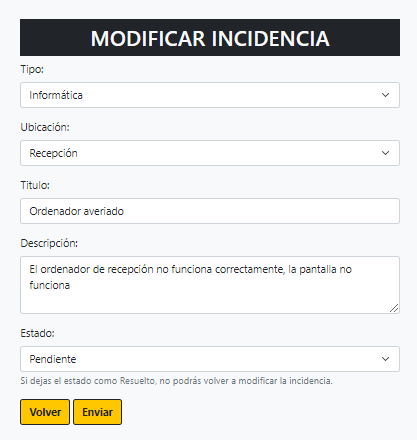 MODIFICAR INCIDENCIA
Tipo:
Informática
Ubicación:
Recepción
Titulo:
Ordenador averiado
Descripción:
El ordenador de recepción no funciona correctamente, la pantalla no
funciona
Estado:
Pendiente
Si dejas el estado como Resuelto, no podrás volver a modificar la incidencia.
Volver Enviar